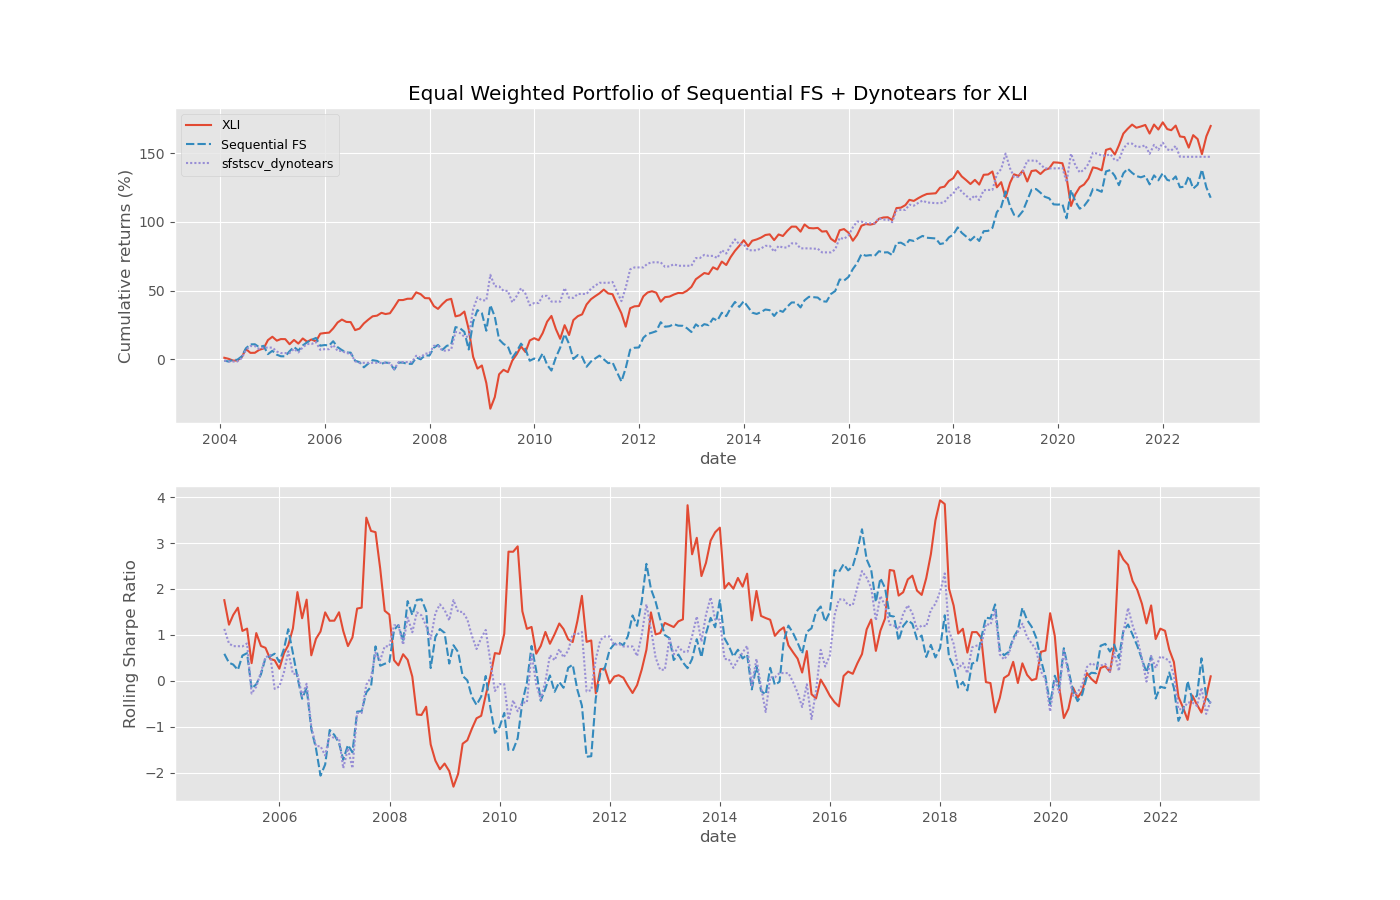 Equal Weighted Portfolio of Sequential FS + Dynotears for XLI
XLI
Sequential FS
sfstscv_dynotears
Cumulative returns (%)
150
100
50
0
2004 2006 2008 2010 2012 2014 2016 2018 2020 2022
date
Rolling Sharpe Ratio
4
3
2
1
0
−1
−2
2006 2008 2010 2012 2014 2016 2018 2020 2022
date